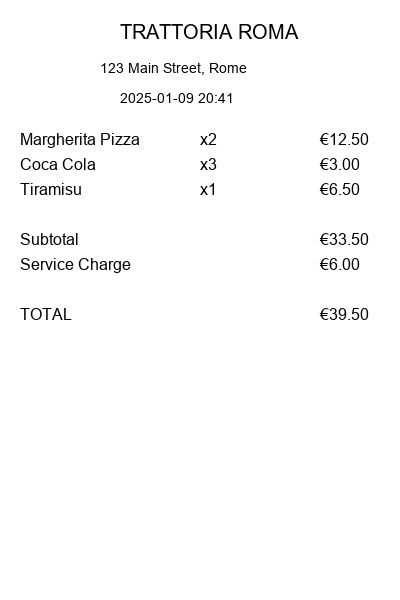 TRATTORIA ROMA
123 Main Street, Rome
2025-01-09 20:41
Margherita Pizza x2 €12.50
Coca Cola x3 €3.00
Tiramisu x1 €6.50
Subtotal €33.50
Service Charge €6.00
TOTAL €39.50